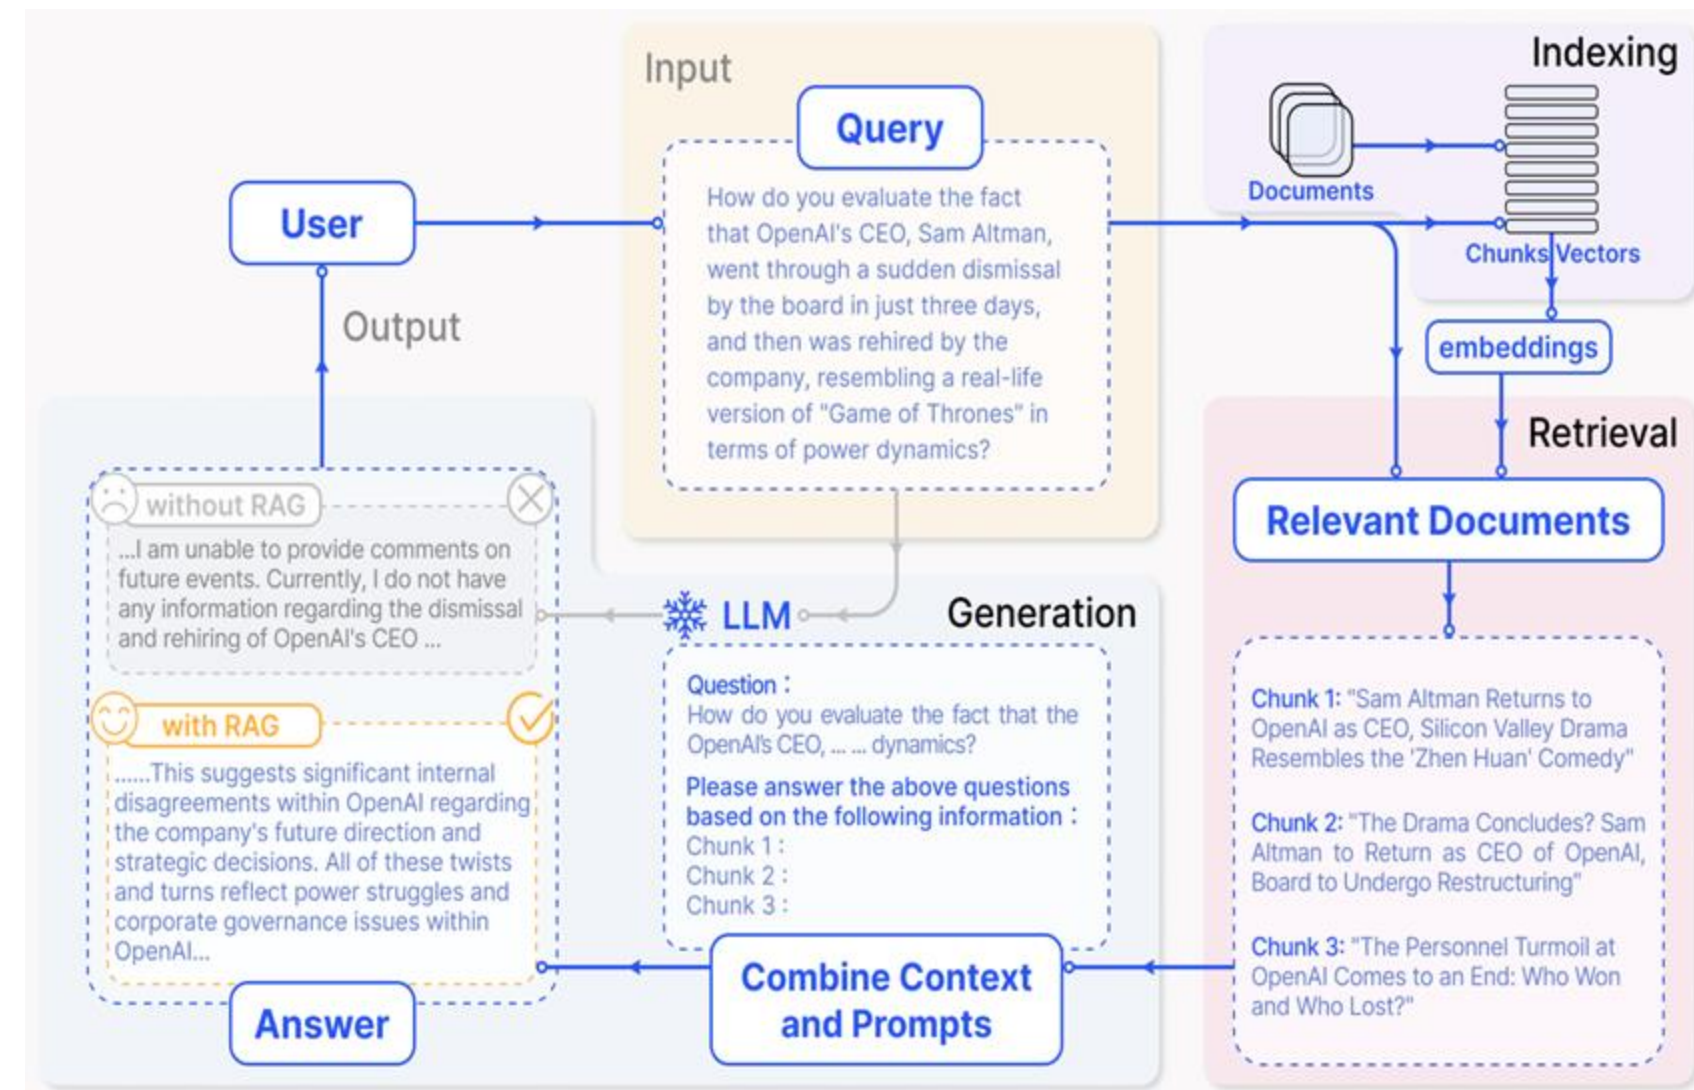 Input
Query
How do you evaluate the fact
that OpenAI's CEO, Sam Altman,
went through a sudden dismissal
by the board in just three days,
and then was rehired by the
company, resembling a real-life
version of "Game of Thrones" in
terms of power dynamics?
Indexing
Documents
Chunks Vectors
embeddings
User
Output
Retrieval
Relevant Documents
Chunk 1: "Sam Altman Returns to
OpenAI as CEO, Silicon Valley Drama
Resembles the 'Zhen Huan' Comedy"
Chunk 2: "The Drama Concludes? Sam
Altman to Return as CEO of OpenAI,
Board to Undergo Restructuring"
Chunk 3: "The Personnel Turmoil at
OpenAI Comes to an End: Who Won
and Who Lost?"
Generation
LLM
Question :
How do you evaluate the fact that the
OpenAI's CEO, ... ... dynamics?
Please answer the above questions
based on the following information :
Chunk 1 :
Chunk 2 :
Chunk 3 :
Combine Context
and Prompts
without RAG
...I am unable to provide comments on
future events. Currently, I do not have
any information regarding the dismissal
and rehiring of OpenAI's CEO ...
with RAG
......This suggests significant internal
disagreements within OpenAI regarding
the company's future direction and
strategic decisions. All of these twists
and turns reflect power struggles and
corporate governance issues within
OpenAI...
Answer